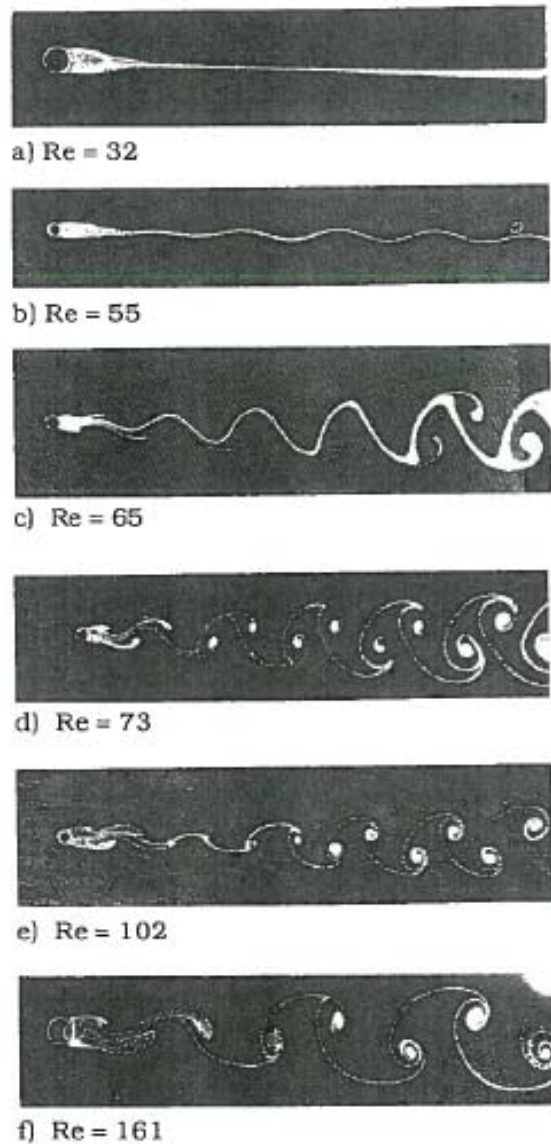 a) Re = 32
b) Re = 55
c) Re = 65
d) Re = 73
e) Re = 102
f) Re = 161